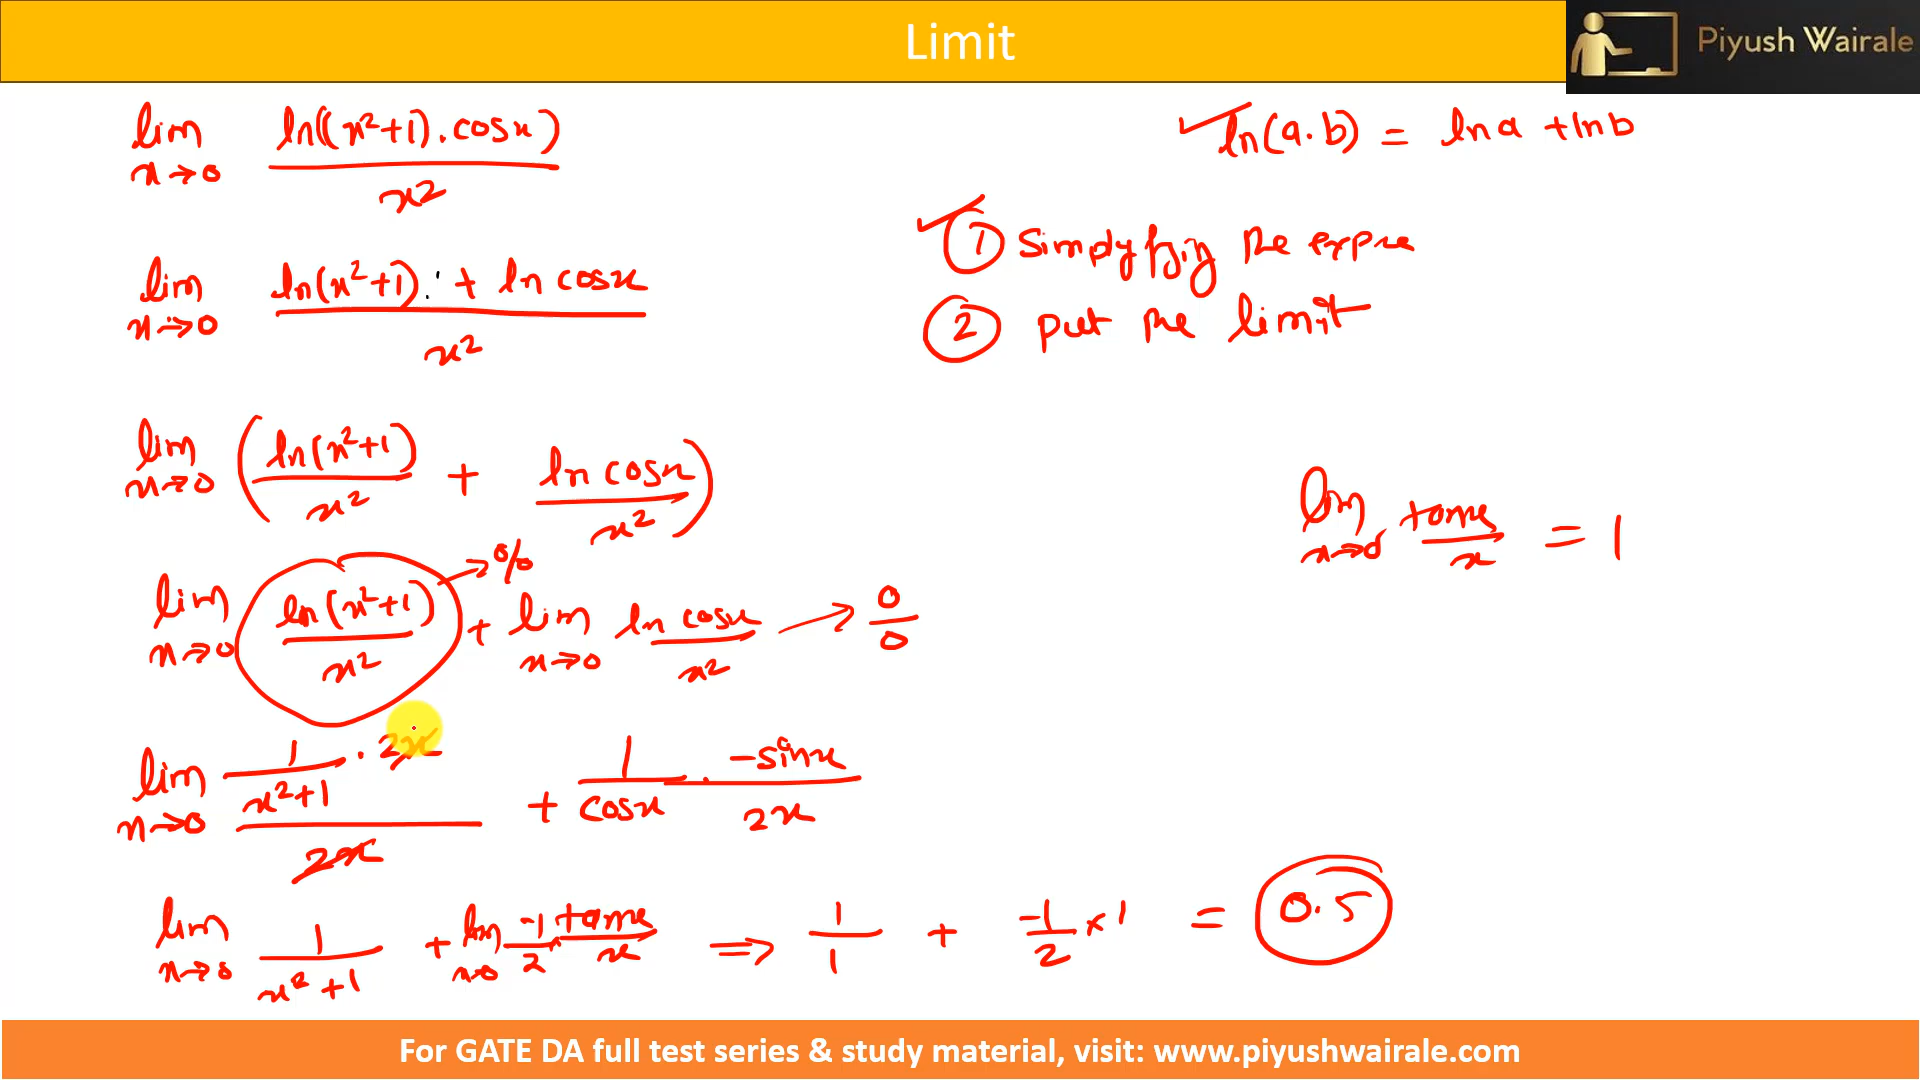 Limit
Piyush Wairale
lim x→0 ln((x²+1).cosx) / x²
ln(a.b) = ln a + ln b
① Simplyfying the expre
② put the limit
lim x→0 ln(x²+1) + ln cosx / x²
lim x→0 (ln(x²+1) / x² + ln cosx / x²)
lim x→0 tanx / x = 1
lim x→0 ln(x²+1) / x² → 0/0 + lim x→0 ln cosx / x² → 0/0
lim x→0 1/(x²+1) . 2x / 2x + 1/cosx . -sinx / 2x
lim x→0 1/(x²+1) + lim x→0 -1/2 tanx/x ⇒ 1/1 + -1/2 × 1 = 0.5
For GATE DA full test series & study material, visit: www.piyushwairale.com